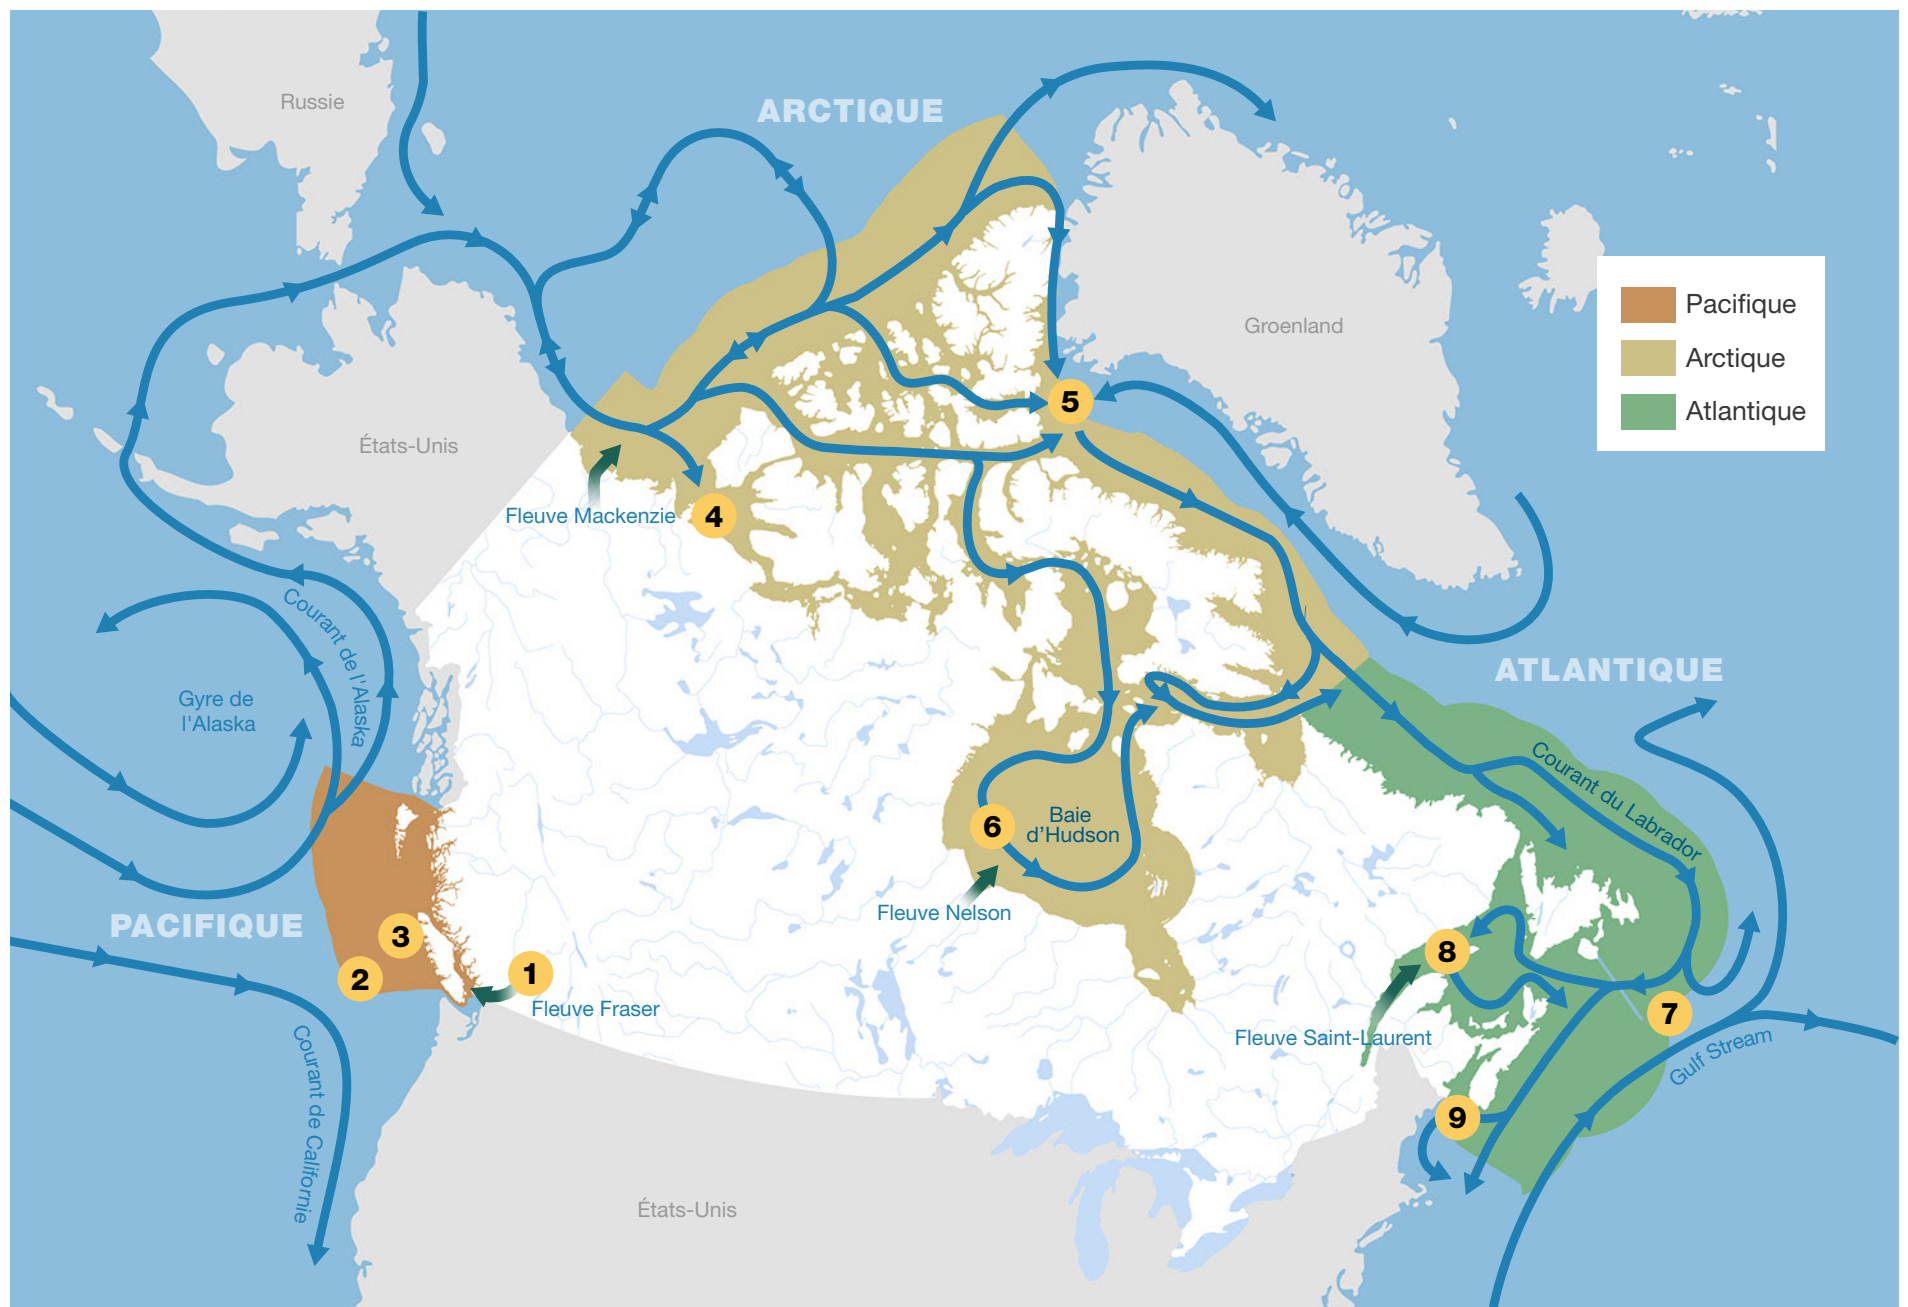 Russie
ARCTIQUE
Groenland
Pacifique
Arctique
Atlantique
États-Unis
5
Fleuve Mackenzie
4
Courant de l'Alaska
Gyre de
l'Alaska
ATLANTIQUE
Courant du Labrador
6
Baie
d'Hudson
Fleuve Nelson
PACIFIQUE
3
2
1
Fleuve Fraser
8
7
Fleuve Saint-Laurent
Gulf Stream
Courant de Californie
9
États-Unis